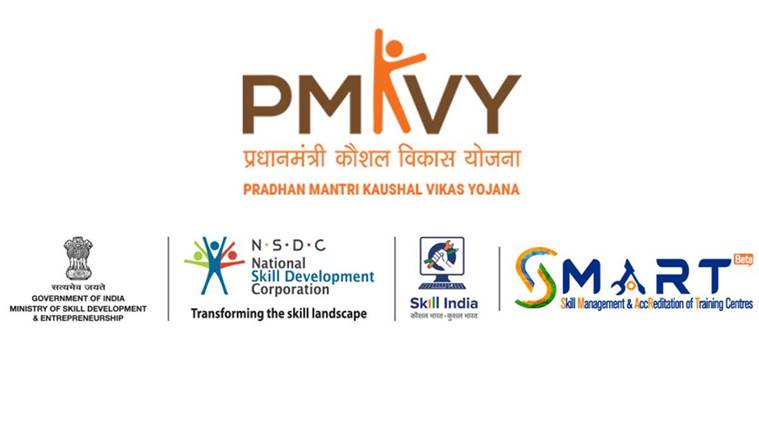 PMKVY
प्रधानमंत्री कौशल विकास योजना
PRADHAN MANTRI KAUSHAL VIKAS YOJANA
सत्यमेव जयते
GOVERNMENT OF INDIA
MINISTRY OF SKILL DEVELOPMENT
& ENTREPRENEURSHIP
N·S·D·C
National
Skill Development
Corporation
Transforming the skill landscape
Skill India
कौशल भारत - कुशल भारत
SMART
Beta
Skill Management & AccReditation of Training Centres